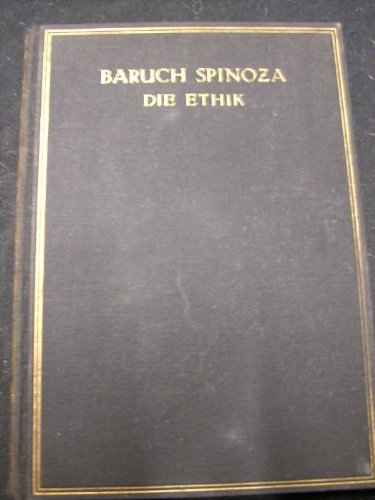 BARUCH SPINOZA
DIE ETHIK